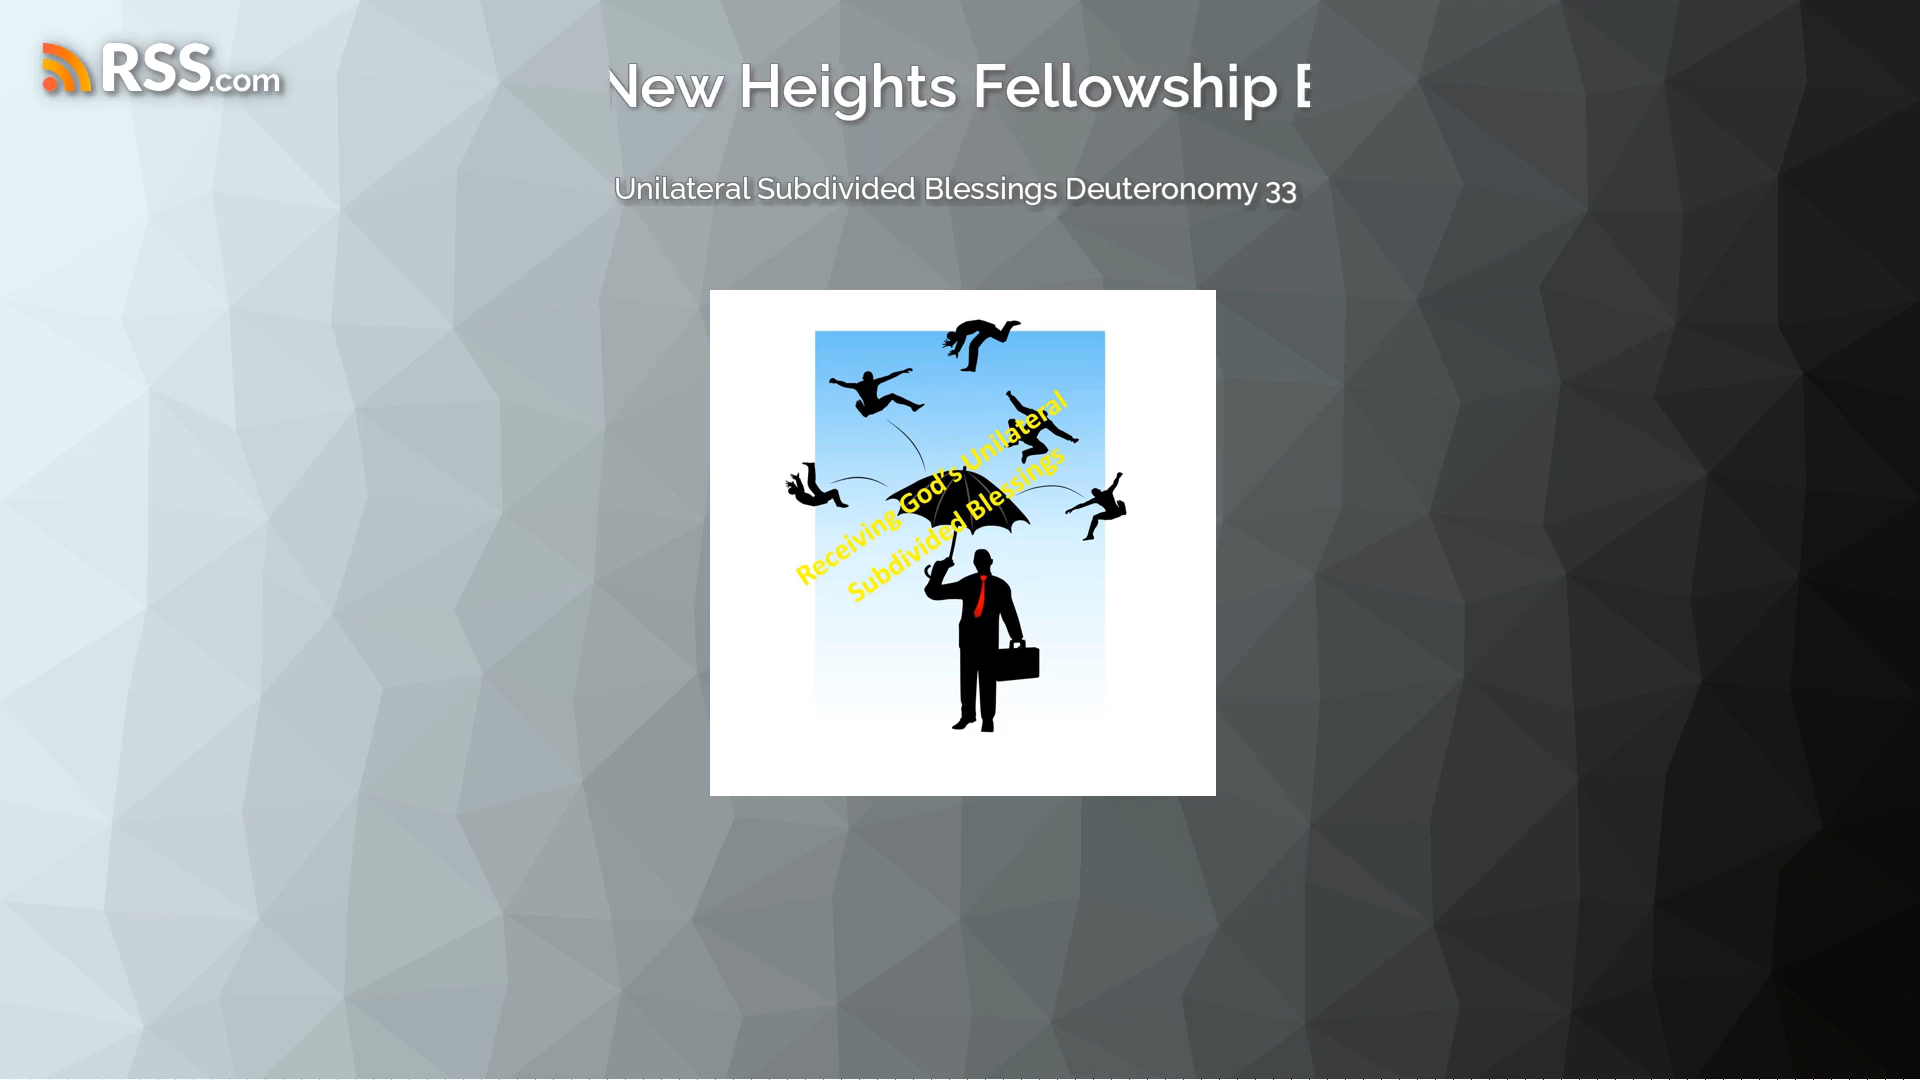 RSS.com
New Heights Fellowship
Unilateral Subdivided Blessings Deuteronomy 33
Receiving God's Unilateral
Subdivided Blessings